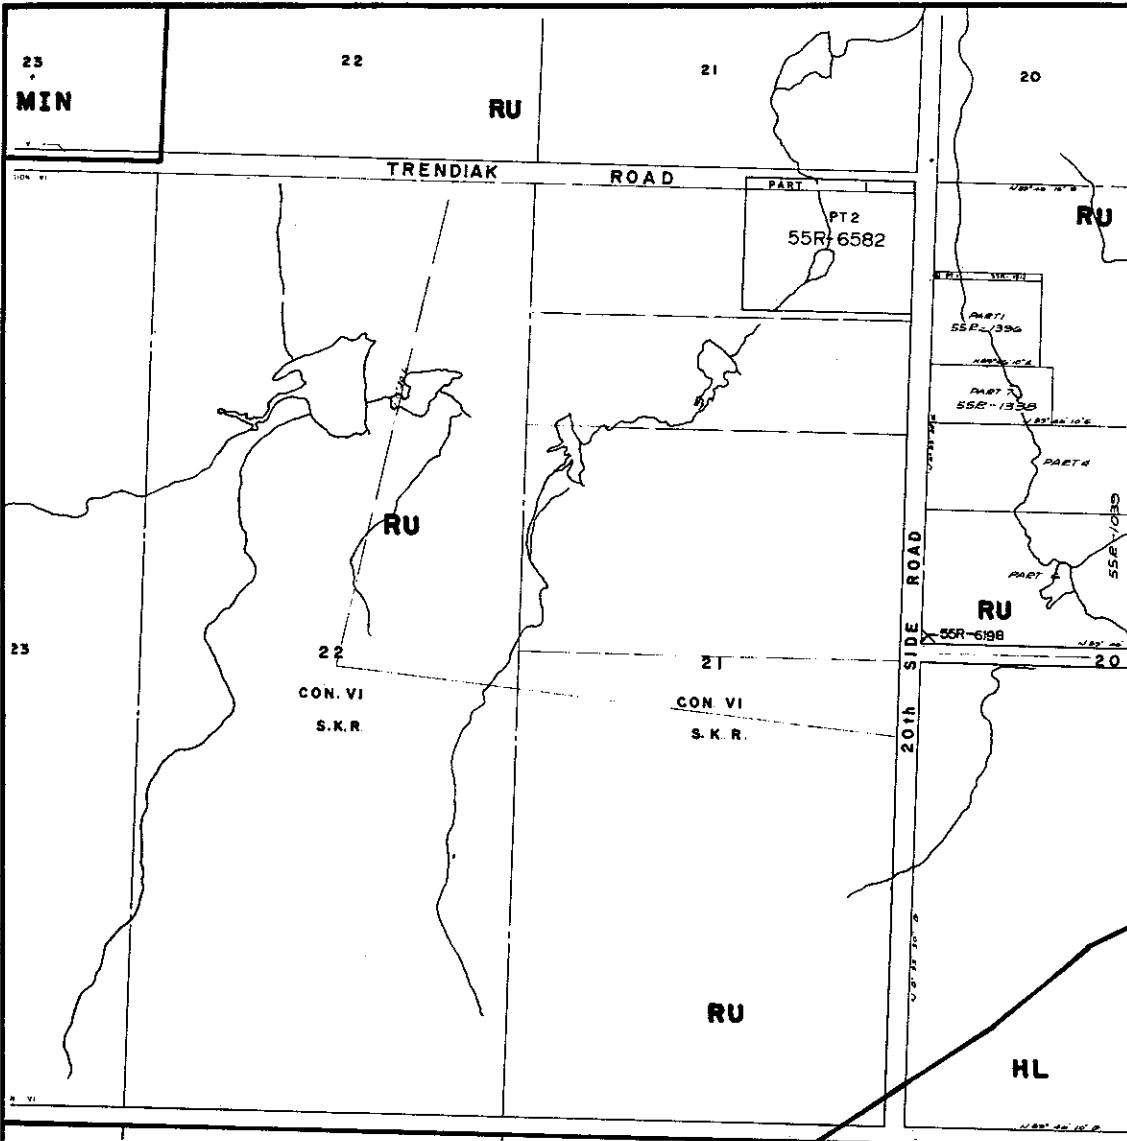 23
22
21
20
MIN
RU
TRENDIAK ROAD
PART
PT 2
55R-6582
RU
PART 1
55R-1396
PART 7
55R-1338
PART 4
55R-1039
RU
PART
RU
55R-6198
20
20th SIDE ROAD
23
22
CON. VI
S.K.R.
21
CON. VI
S.K.R.
RU
HL